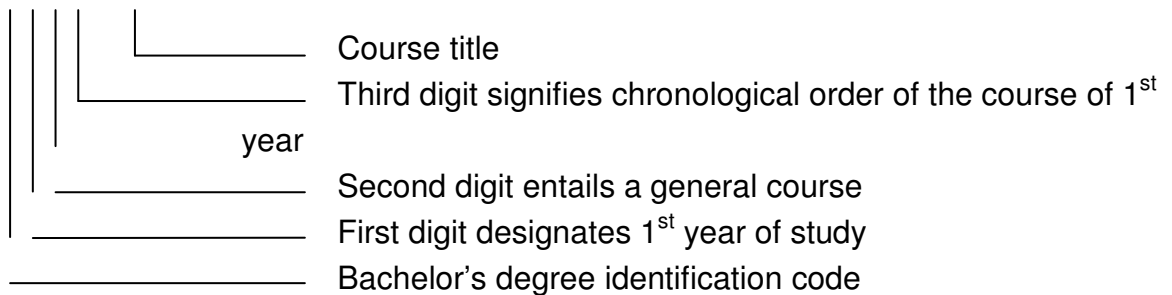 Course title
Third digit signifies chronological order of the course of 1st
year
Second digit entails a general course
First digit designates 1st year of study
Bachelor's degree identification code